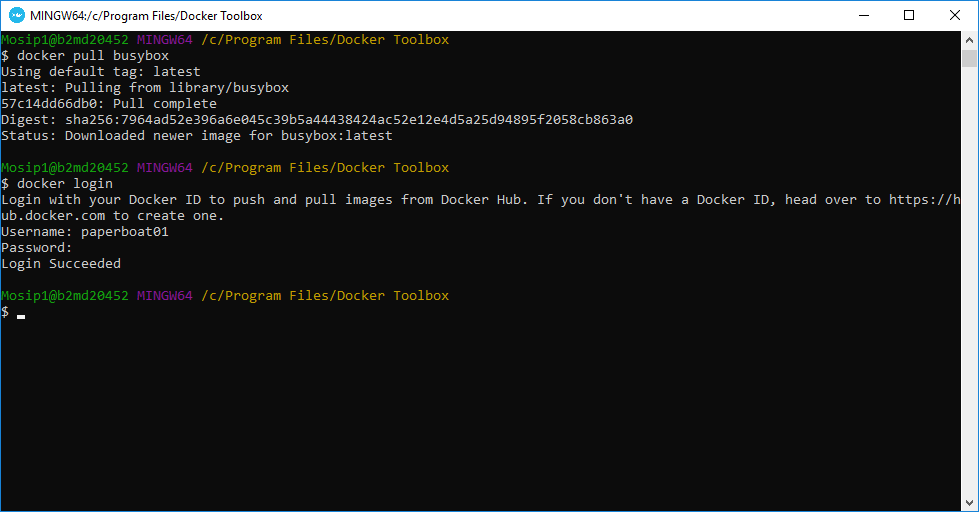 MINGW64:/c/Program Files/Docker Toolbox
Mosip1@b2md20452 MINGW64 /c/Program Files/Docker Toolbox
$ docker pull busybox
Using default tag: latest
latest: Pulling from library/busybox
57c14dd66db0: Pull complete
Digest: sha256:7964ad52e396a6e045c39b5a44438424ac52e12e4d5a25d94895f2058cb863a0
Status: Downloaded newer image for busybox:latest
Mosip1@b2md20452 MINGW64 /c/Program Files/Docker Toolbox
$ docker login
Login with your Docker ID to push and pull images from Docker Hub. If you don't have a Docker ID, head over to https://h
ub.docker.com to create one.
Username: paperboat01
Password:
Login Succeeded
Mosip1@b2md20452 MINGW64 /c/Program Files/Docker Toolbox
$